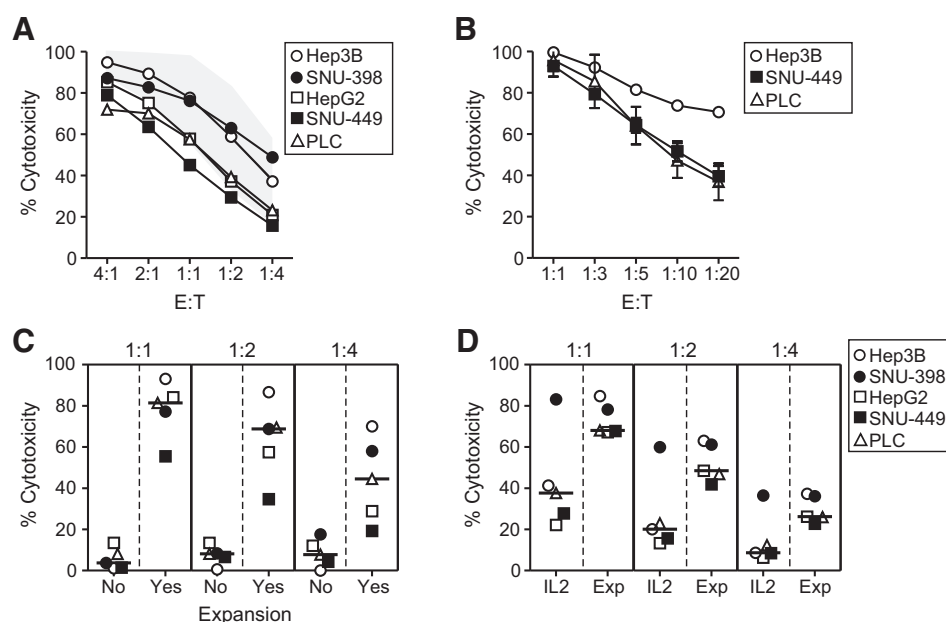 A
% Cytotoxicity
100
80
60
40
20
0
4:1 2:1 1:1 1:2 1:4
E:T
Hep3B
SNU-398
HepG2
SNU-449
PLC
B
% Cytotoxicity
100
80
60
40
20
0
1:1 1:3 1:5 1:10 1:20
E:T
Hep3B
SNU-449
PLC
C
1:1 1:2 1:4
% Cytotoxicity
100
80
60
40
20
0
No Yes No Yes No Yes
Expansion
D
1:1 1:2 1:4
% Cytotoxicity
100
80
60
40
20
0
IL2 Exp IL2 Exp IL2 Exp
Hep3B
SNU-398
HepG2
SNU-449
PLC